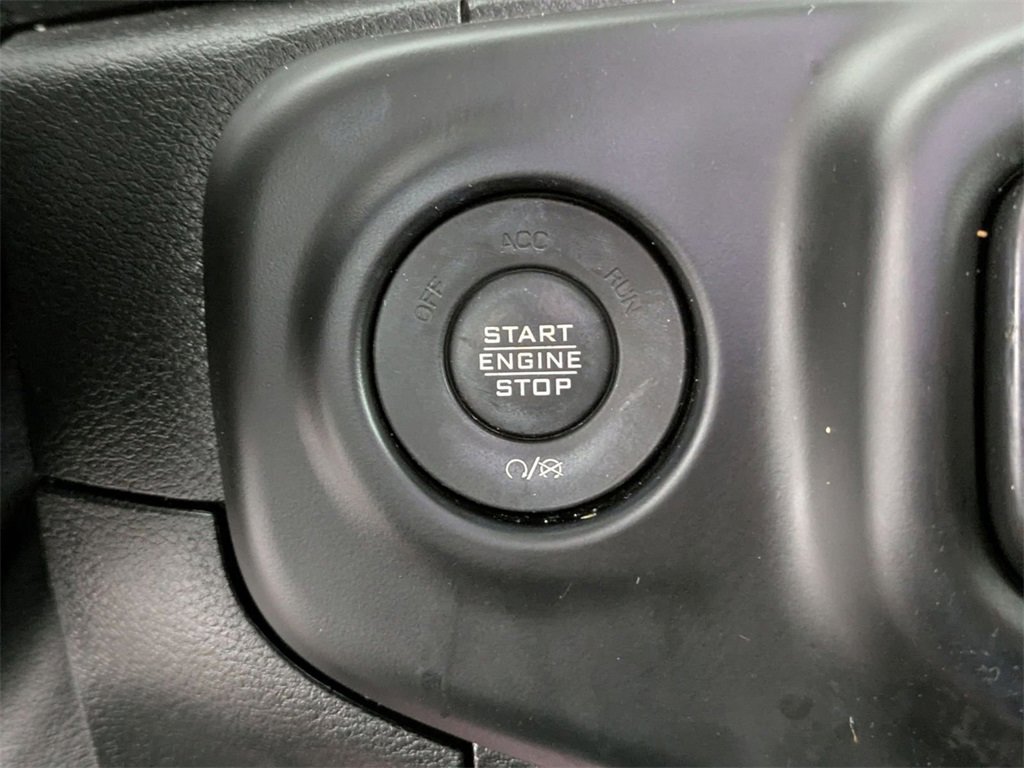 OFF
ACC
RUN
START
ENGINE
STOP